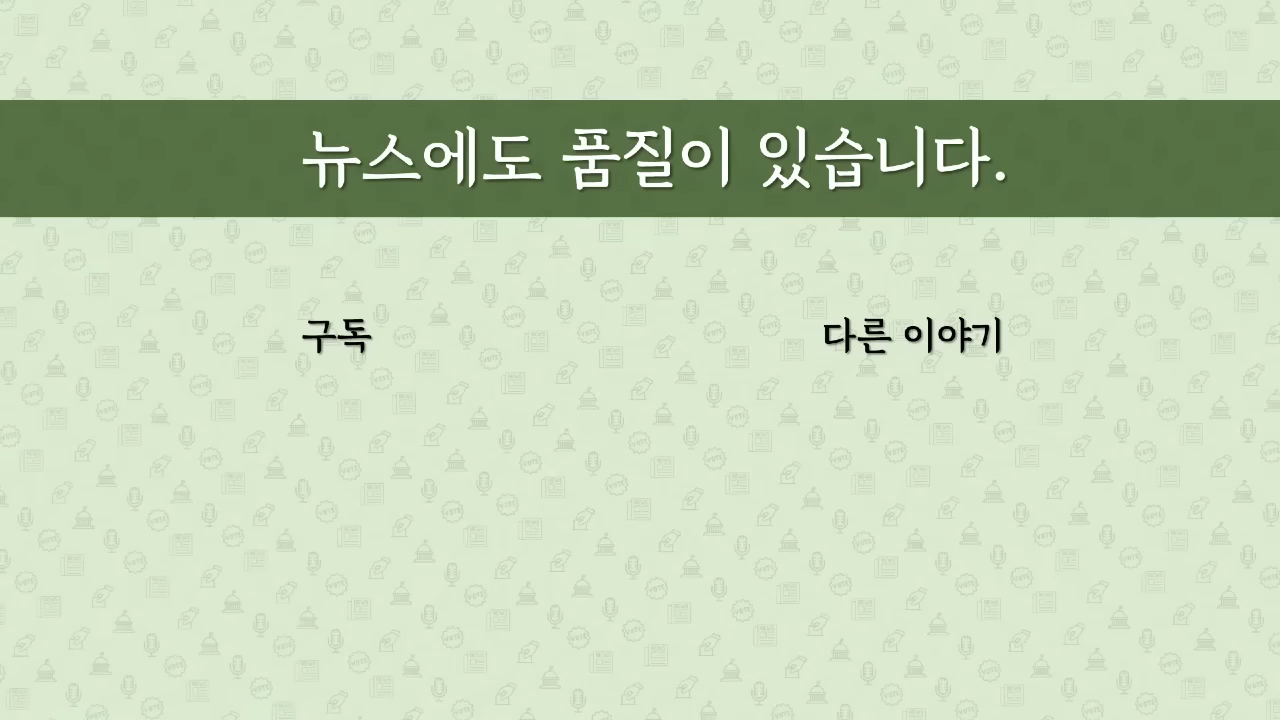 뉴스에도 품질이 있습니다.
구독
다른 이야기